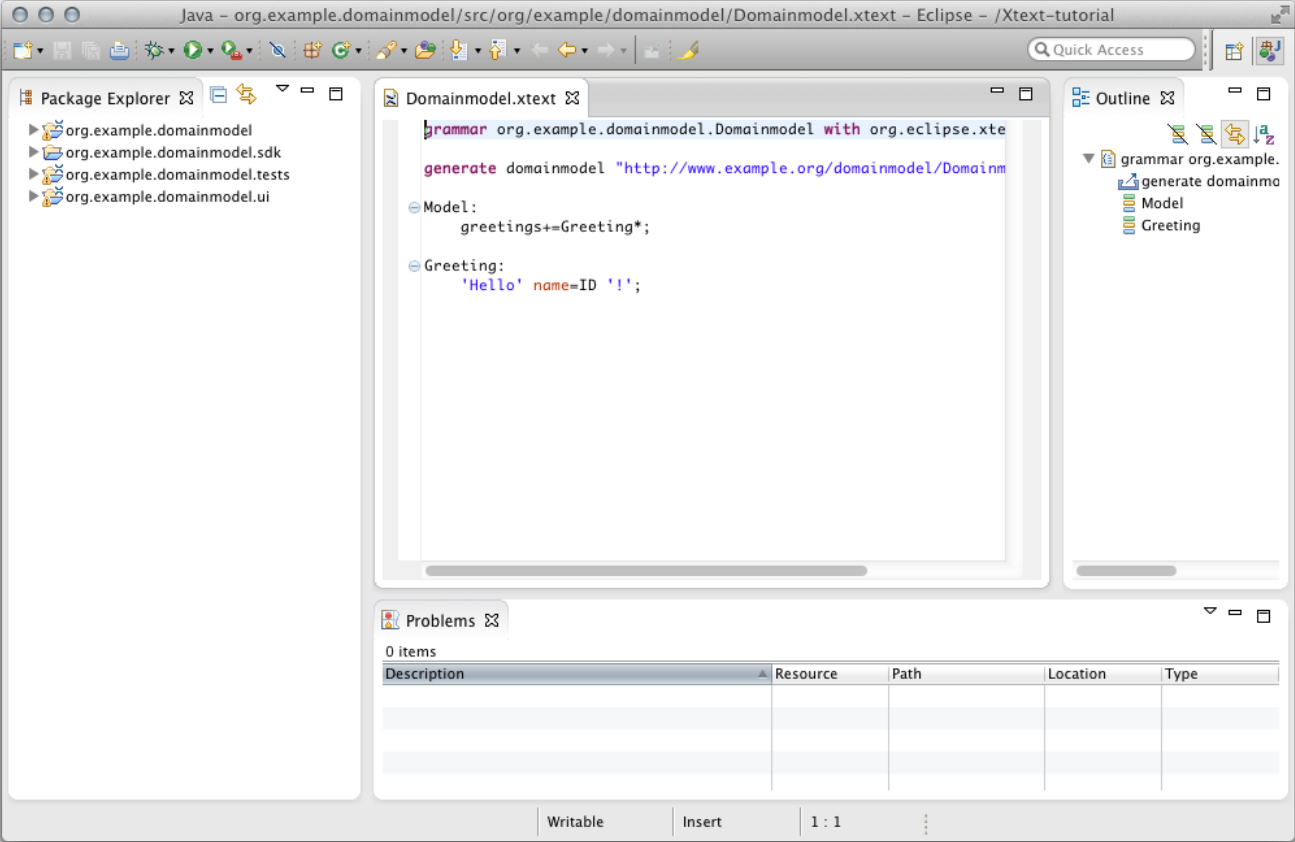 Java – org.example.domainmodel/src/org/example/domainmodel/Domainmodel.xtext – Eclipse – /Xtext-tutorial
Quick Access
Package Explorer
org.example.domainmodel
org.example.domainmodel.sdk
org.example.domainmodel.tests
org.example.domainmodel.ui
Domainmodel.xtext
grammar org.example.domainmodel.Domainmodel with org.eclipse.xte
generate domainmodel "http://www.example.org/domainmodel/Domainm
Model:
greetings+=Greeting*;
Greeting:
'Hello' name=ID '!';
Outline
grammar org.example.
generate domainmo
Model
Greeting
Problems
0 items
Description Resource Path Location Type
Writable Insert 1 : 1